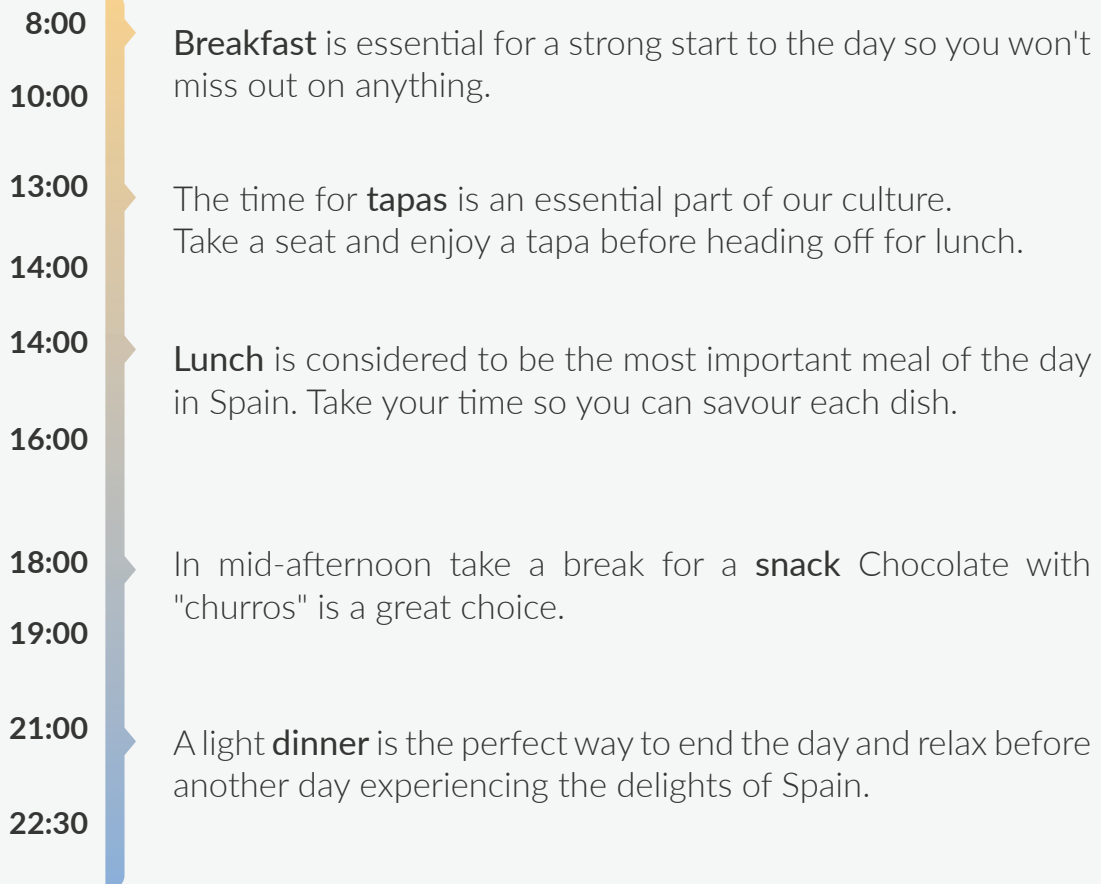 8:00
Breakfast is essential for a strong start to the day so you won't
miss out on anything.
10:00
13:00
The time for tapas is an essential part of our culture.
Take a seat and enjoy a tapa before heading off for lunch.
14:00
14:00
Lunch is considered to be the most important meal of the day
in Spain. Take your time so you can savour each dish.
16:00
18:00
In mid-afternoon take a break for a snack Chocolate with
"churros" is a great choice.
19:00
21:00
A light dinner is the perfect way to end the day and relax before
another day experiencing the delights of Spain.
22:30